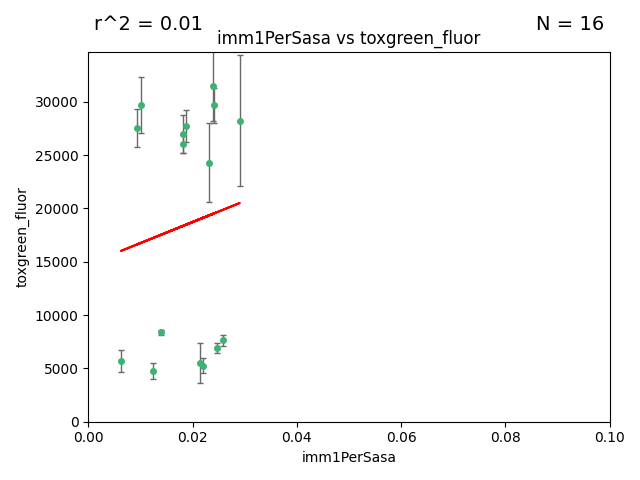 r^2 = 0.01
N = 16
imm1PerSasa vs toxgreen_fluor
toxgreen_fluor
30000
25000
20000
15000
10000
5000
0
0.00
0.02
0.04
0.06
0.08
0.10
imm1PerSasa